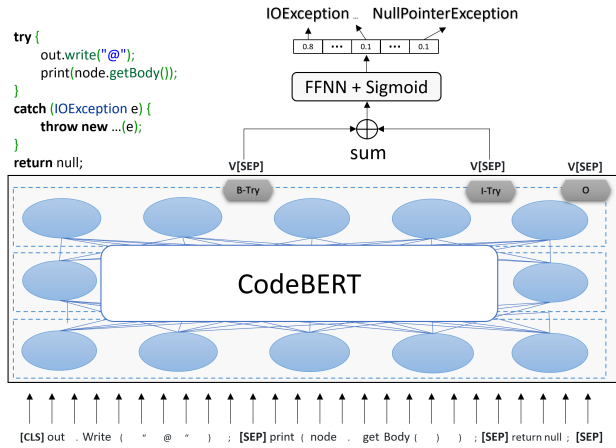 IOException … NullPointerException
0.8 ••• 0.1 ••• 0.1
FFNN + Sigmoid
sum
try {
out.write("@");
print(node.getBody());
}
catch (IOException e) {
throw new ...(e);
}
return null;
V[SEP] V[SEP] V[SEP]
B-Try I-Try O
CodeBERT
[CLS] out . Write ( " @ " ) ; [SEP] print ( node . get Body ( ) ) ; [SEP] return null ; [SEP]